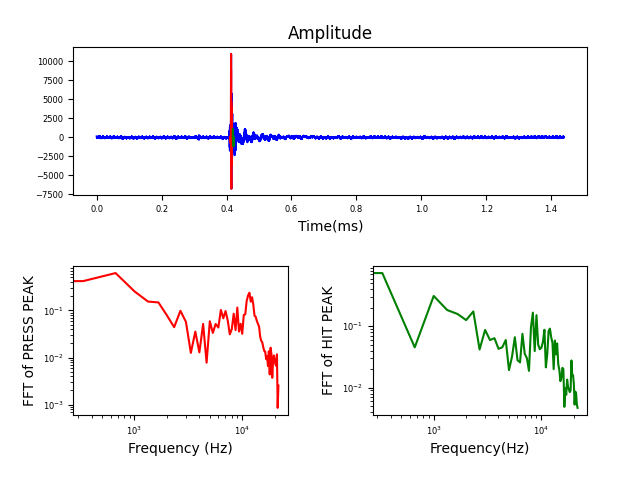 Amplitude
10000
7500
5000
2500
0
−2500
−5000
−7500
0.0 0.2 0.4 0.6 0.8 1.0 1.2 1.4
Time(ms)
FFT of PRESS PEAK
10⁻¹
10⁻²
10⁻³
10³ 10⁴
Frequency (Hz)
FFT of HIT PEAK
10⁻¹
10⁻²
10³ 10⁴
Frequency(Hz)